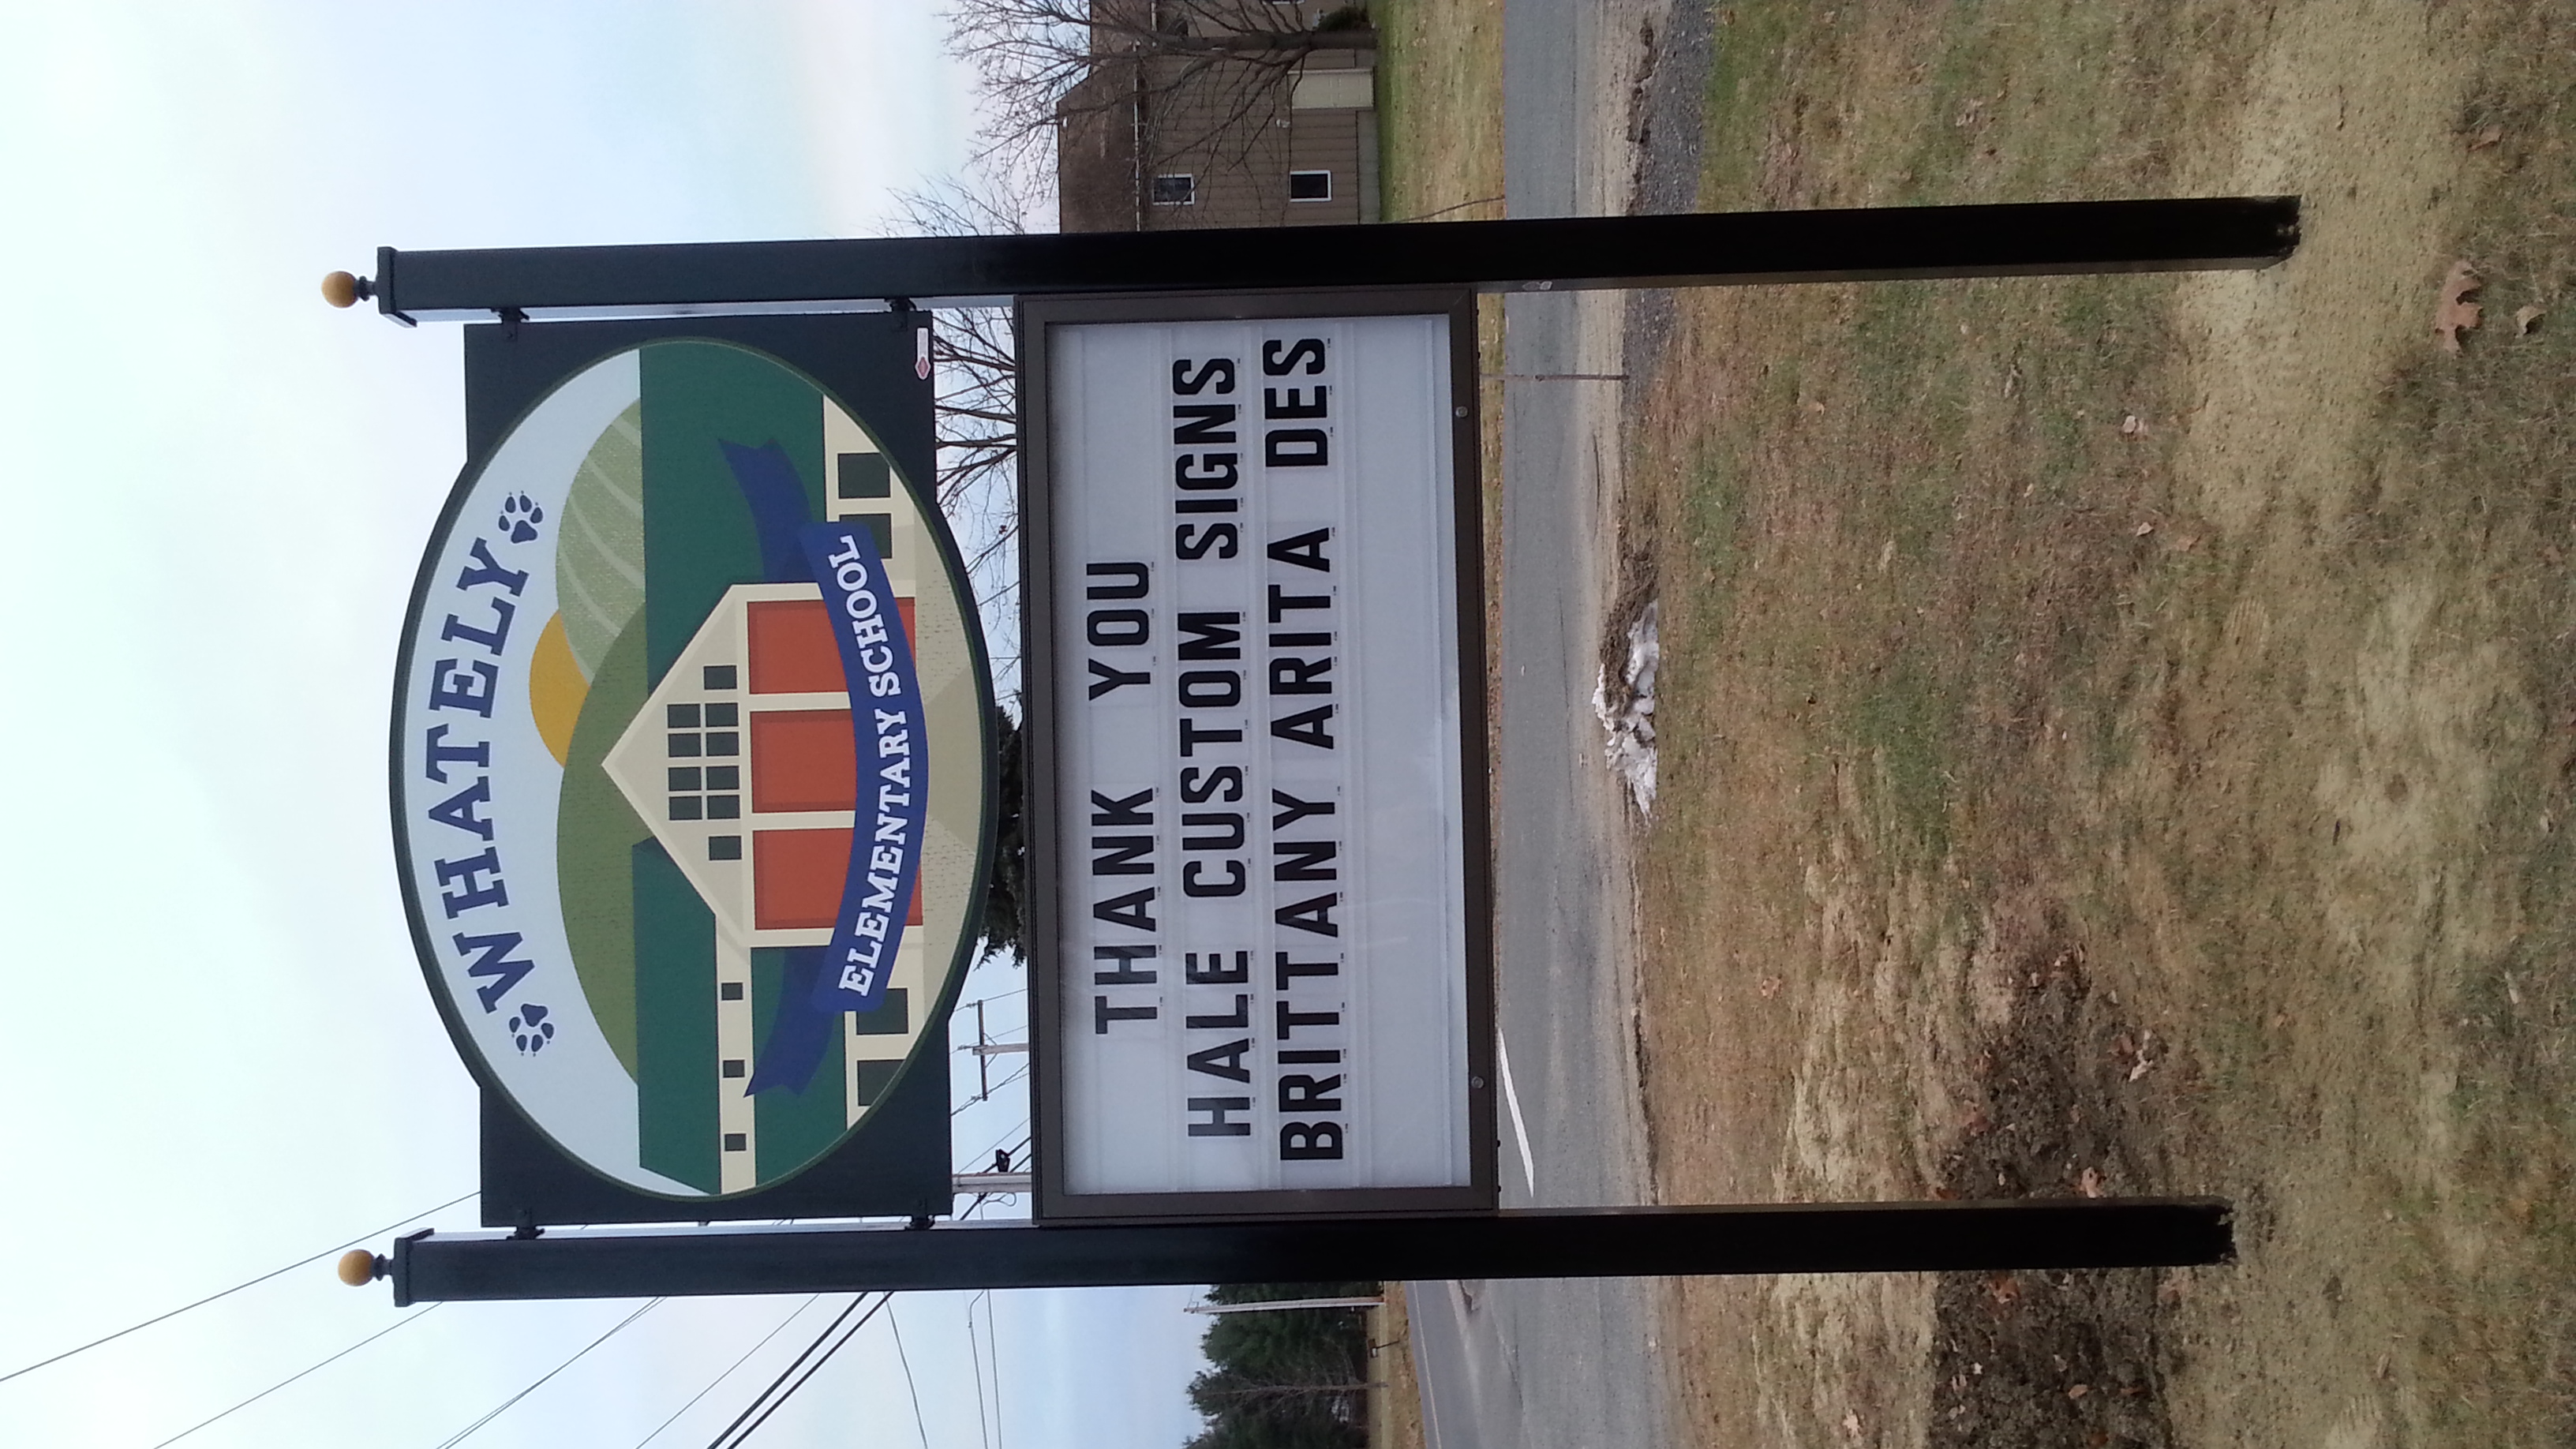 WHATELY
ELEMENTARY SCHOOL
THANK YOU
HALE CUSTOM SIGNS
BRITTANY ARITA DES